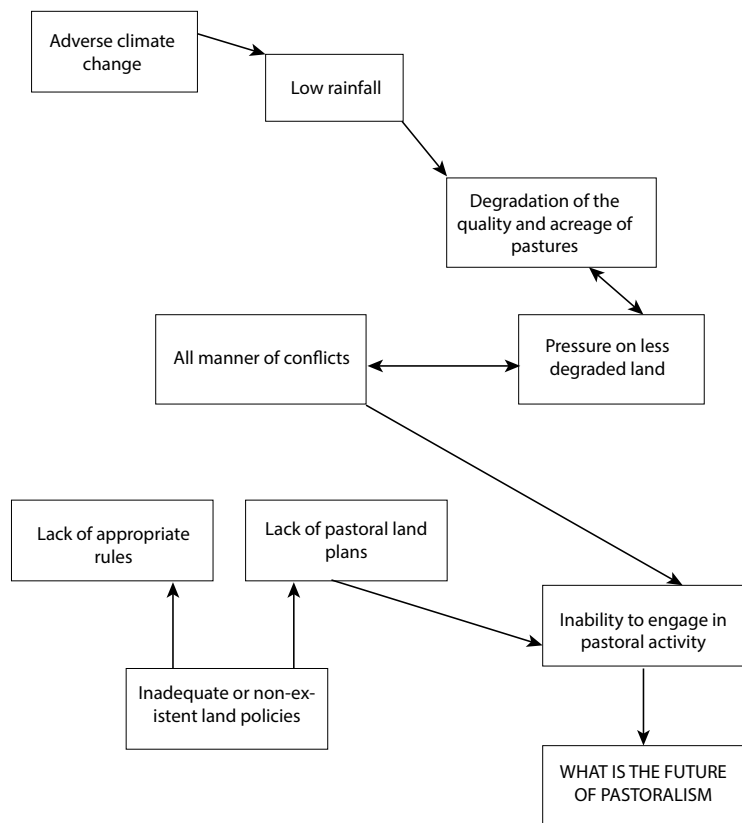 Adverse climate
change
Low rainfall
Degradation of the
quality and acreage of
pastures
All manner of conflicts
Pressure on less
degraded land
Lack of appropriate
rules
Lack of pastoral land
plans
Inability to engage in
pastoral activity
Inadequate or non-ex-
istent land policies
WHAT IS THE FUTURE
OF PASTORALISM